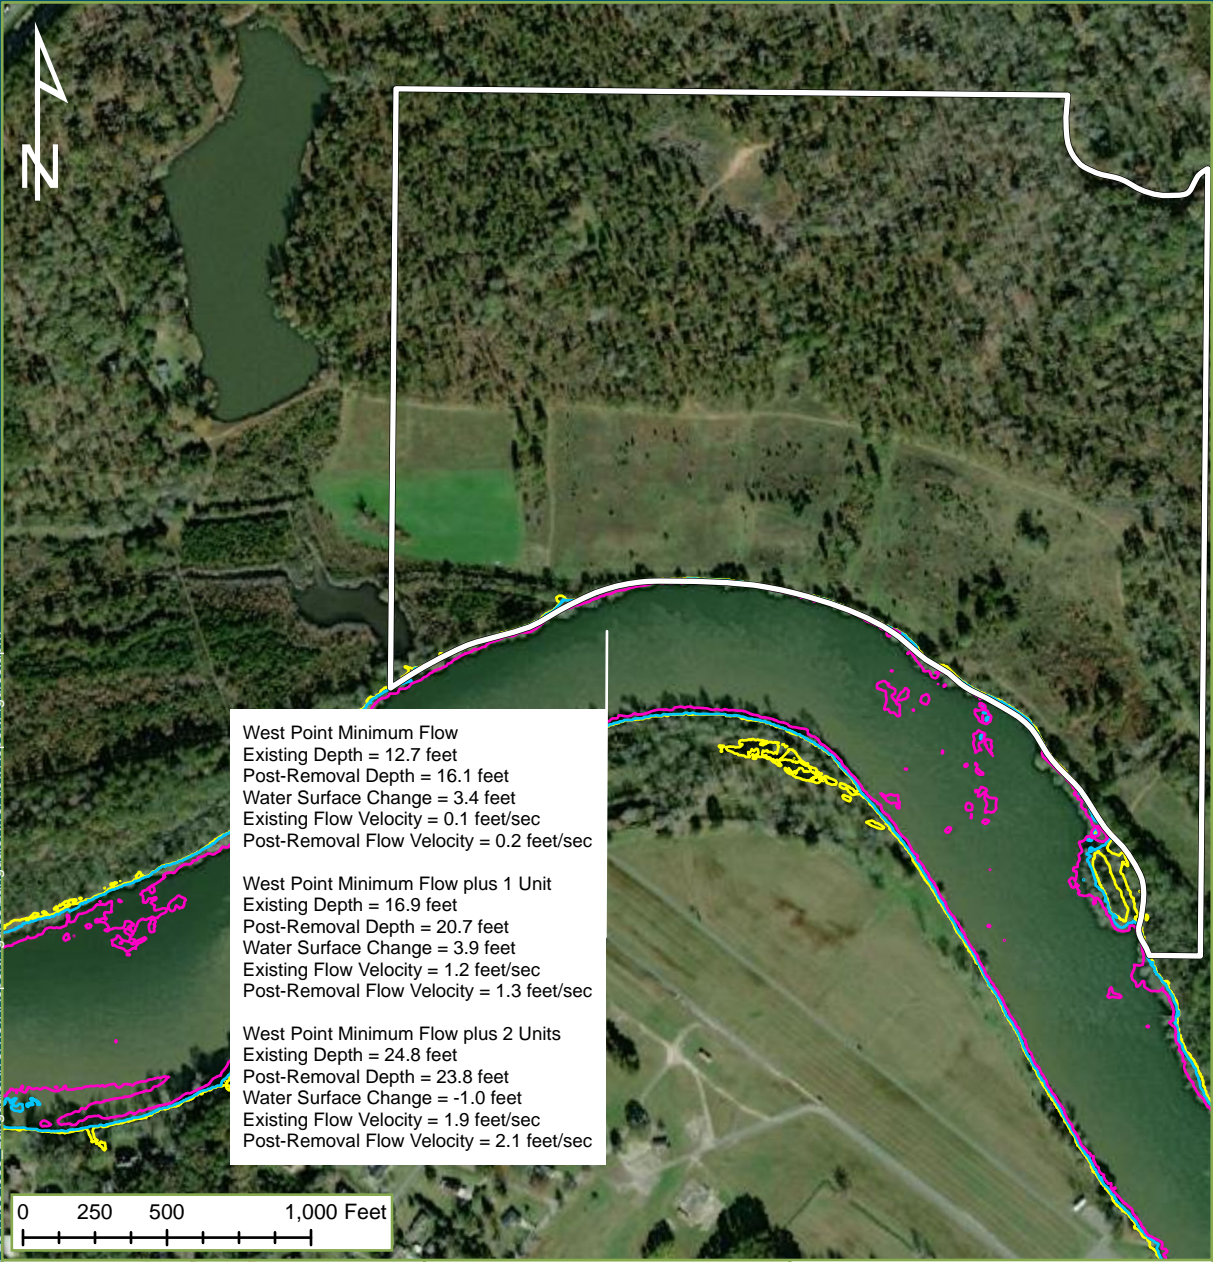 N
West Point Minimum Flow
Existing Depth = 12.7 feet
Post-Removal Depth = 16.1 feet
Water Surface Change = 3.4 feet
Existing Flow Velocity = 0.1 feet/sec
Post-Removal Flow Velocity = 0.2 feet/sec
West Point Minimum Flow plus 1 Unit
Existing Depth = 16.9 feet
Post-Removal Depth = 20.7 feet
Water Surface Change = 3.9 feet
Existing Flow Velocity = 1.2 feet/sec
Post-Removal Flow Velocity = 1.3 feet/sec
West Point Minimum Flow plus 2 Units
Existing Depth = 24.8 feet
Post-Removal Depth = 23.8 feet
Water Surface Change = -1.0 feet
Existing Flow Velocity = 1.9 feet/sec
Post-Removal Flow Velocity = 2.1 feet/sec
0 250 500 1,000 Feet